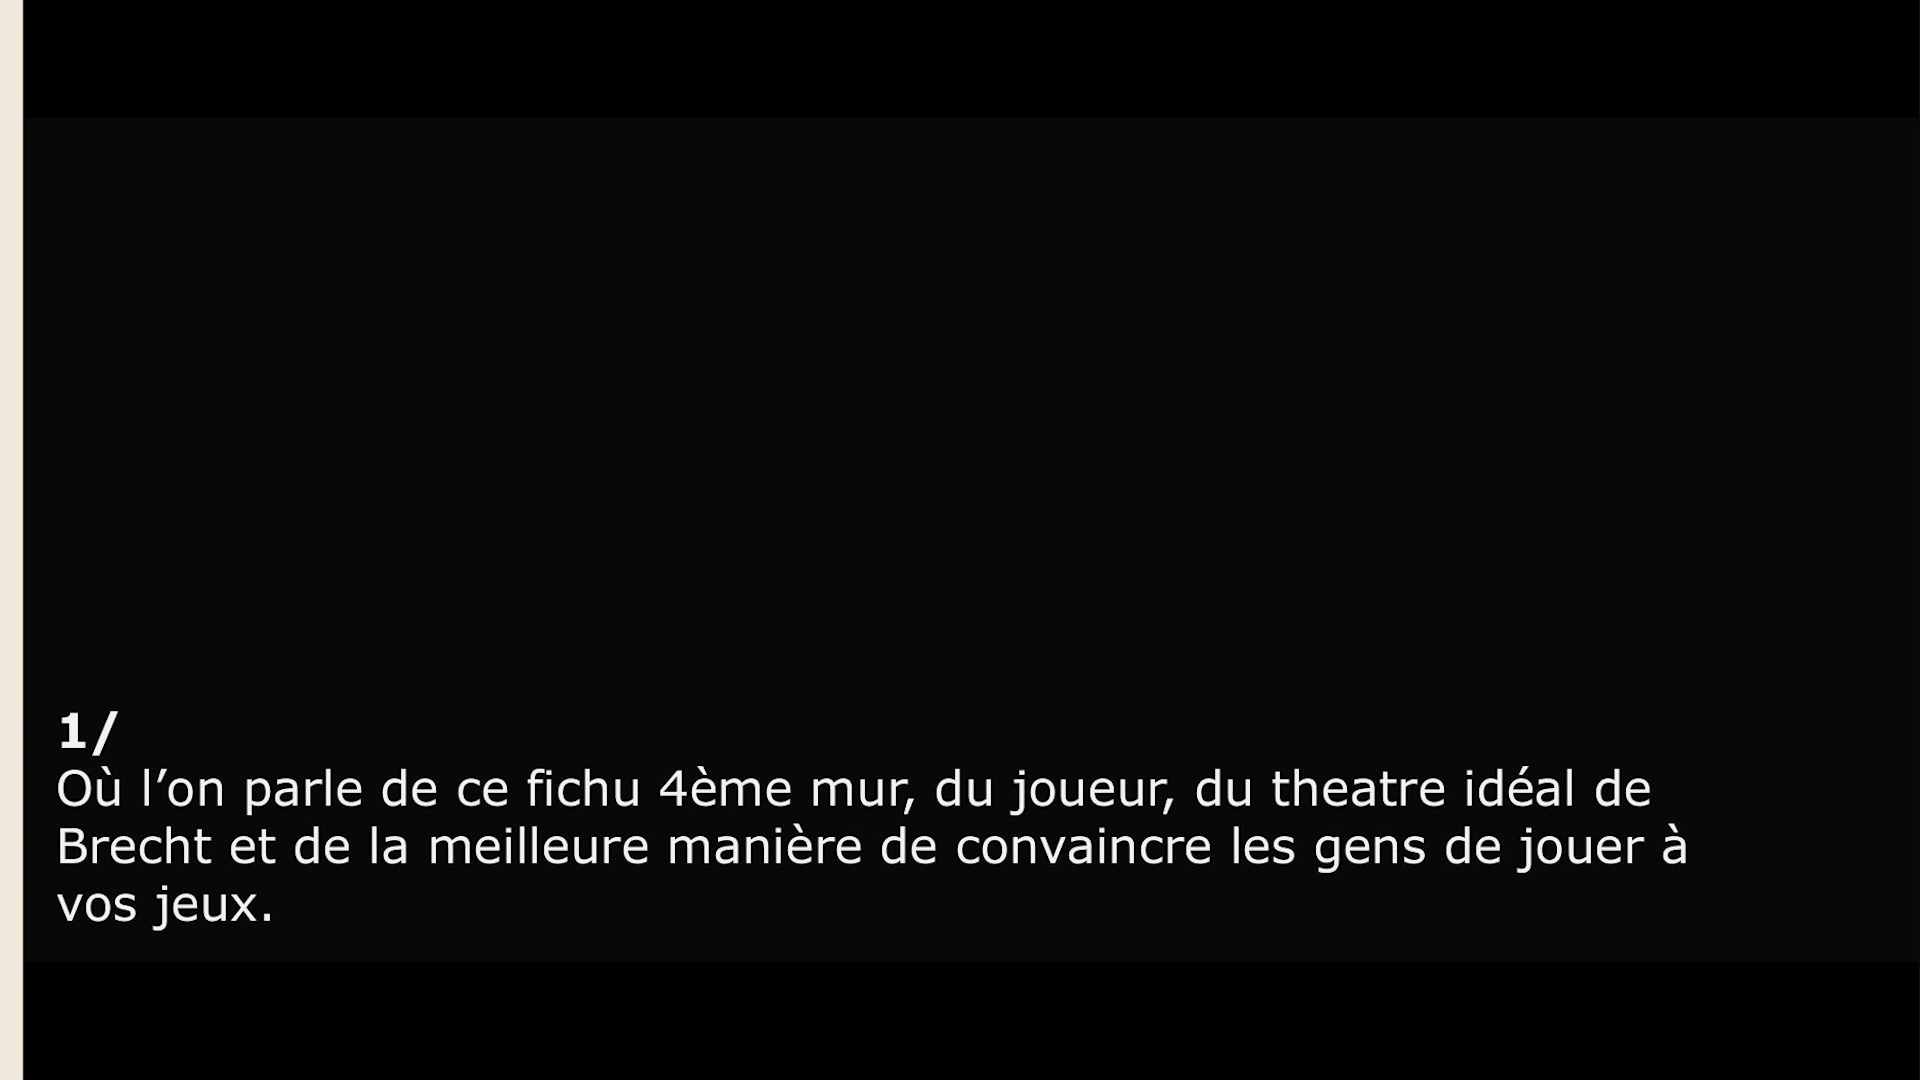 1/
Où l’on parle de ce fichu 4ème mur, du joueur, du theatre idéal de
Brecht et de la meilleure manière de convaincre les gens de jouer à
vos jeux.